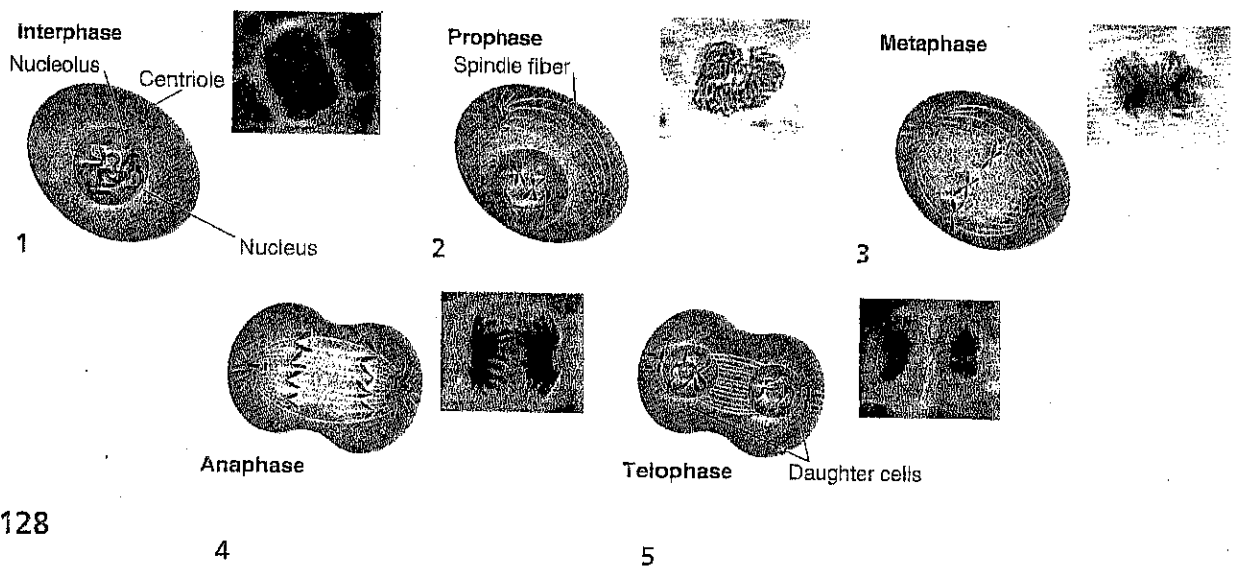 Interphase
Nucleolus
Centriole
Nucleus
1
Prophase
Spindle fiber
2
Metaphase
3
Anaphase
4
Telophase
Daughter cells
5
128